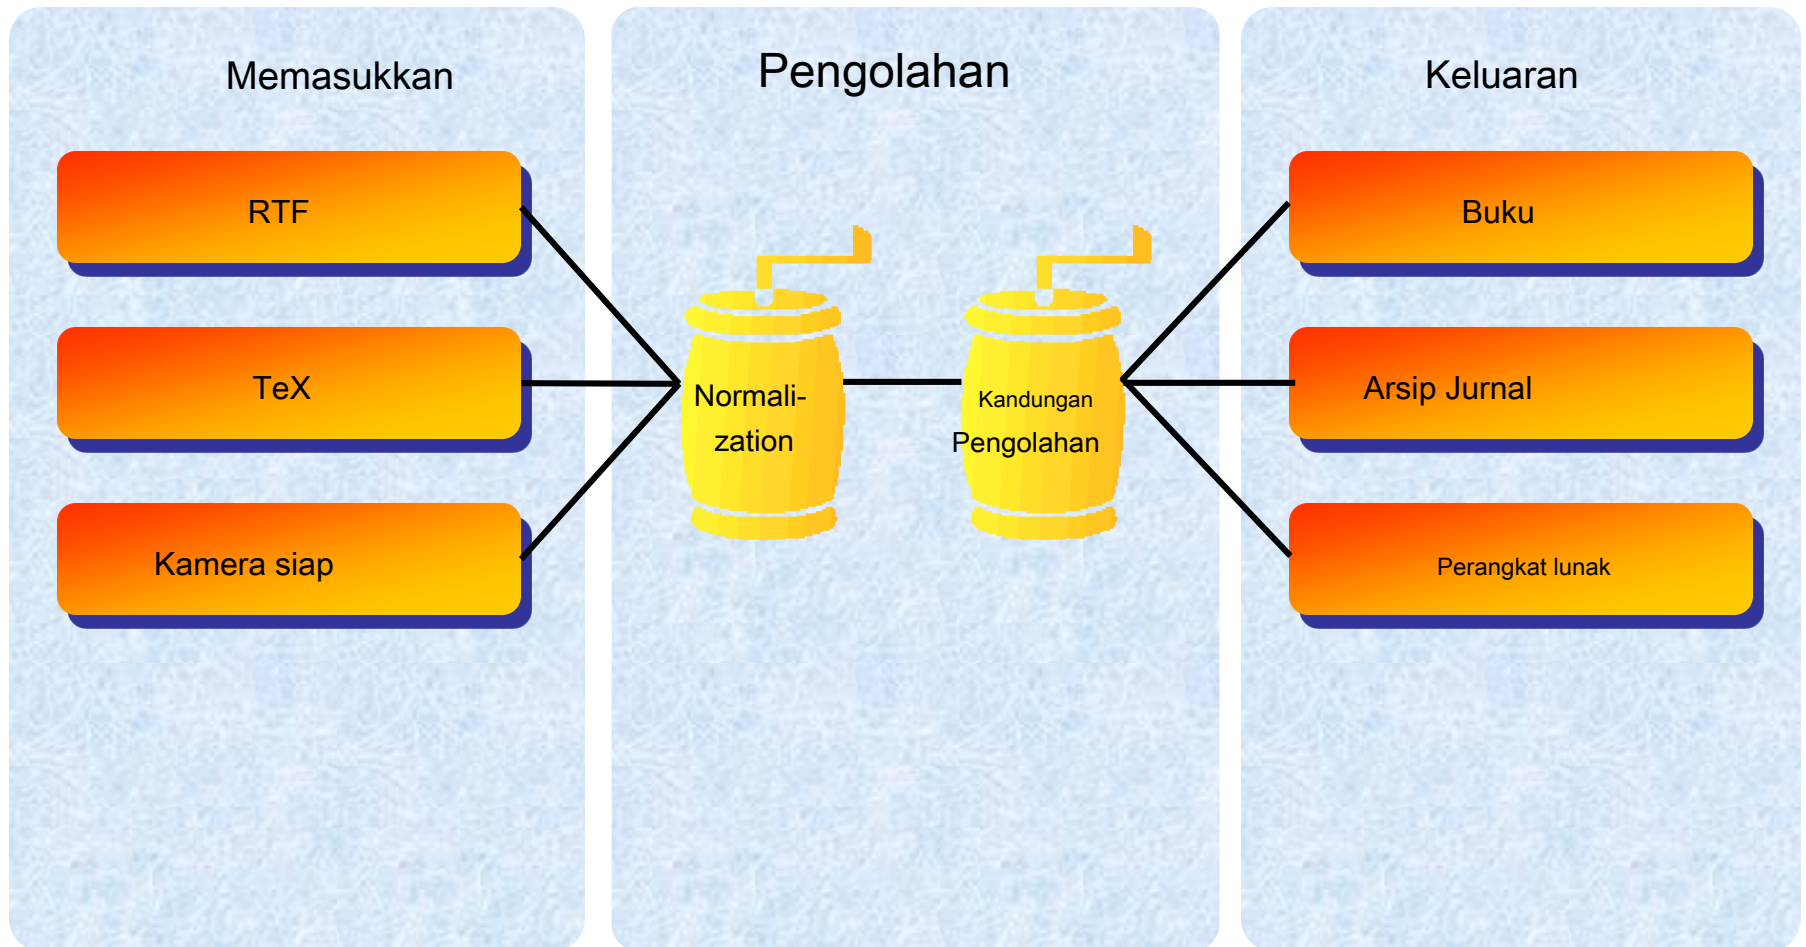 Memasukkan
RTF
TeX
Kamera siap
Pengolahan
Normali-
zation
Kandungan
Pengolahan
Keluaran
Buku
Arsip Jurnal
Perangkat lunak